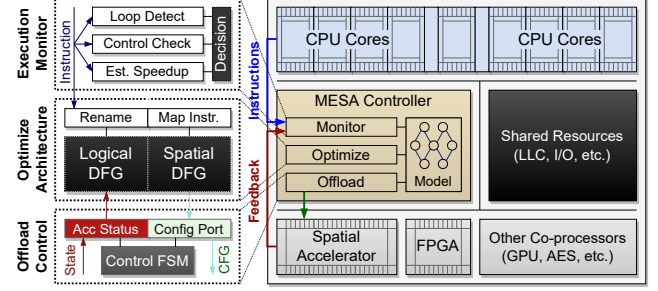 Execution
Monitor
Instruction
Loop Detect
Control Check
Est. Speedup
Decision
Optimize
Architecture
Rename
Map Instr.
Logical
DFG
Spatial
DFG
Offload
Control
Acc Status
Config Port
State
Control FSM
CFG
Instructions
Feedback
CPU Cores
CPU Cores
MESA Controller
Monitor
Optimize
Offload
Model
Shared Resources
(LLC, I/O, etc.)
Spatial
Accelerator
FPGA
Other Co-processors
(GPU, AES, etc.)